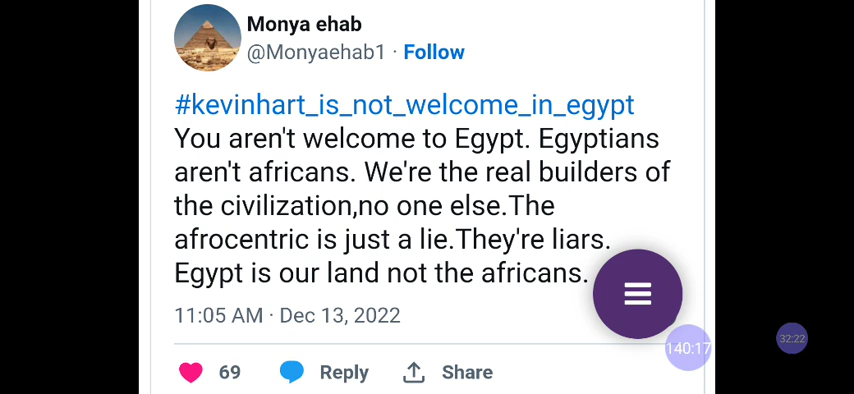 Monya ehab
@Monyaehab1 · Follow
#kevinhart_is_not_welcome_in_egypt
You aren't welcome to Egypt. Egyptians
aren't africans. We're the real builders of
the civilization,no one else.The
afrocentric is just a lie.They're liars.
Egypt is our land not the africans.
11:05 AM · Dec 13, 2022
140:17
32:22
69 Reply Share